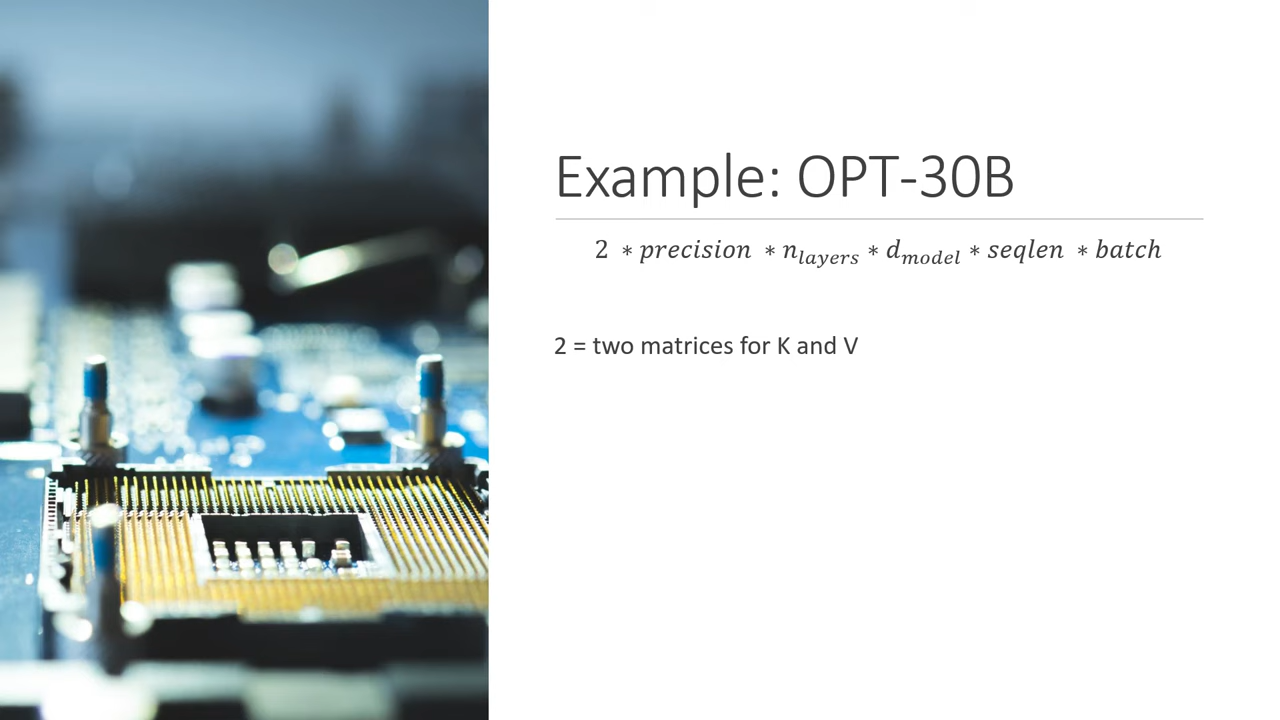 Example: OPT-30B
2 * precision * n_layers * d_model * seqlen * batch
2 = two matrices for K and V